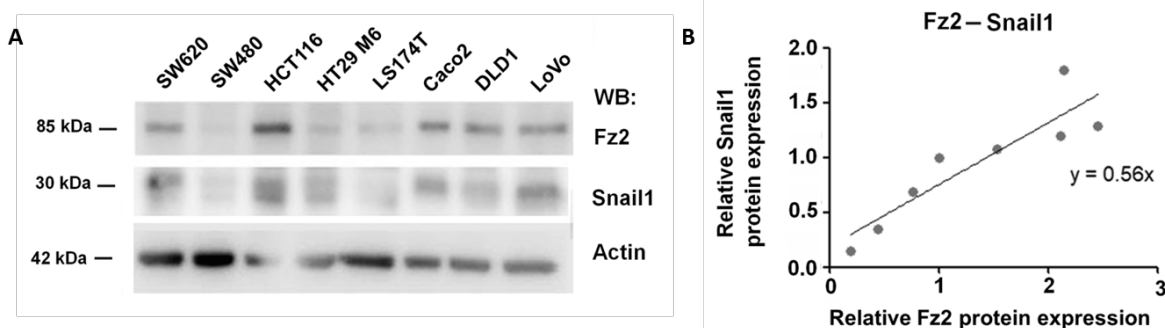 A
SW620 SW480 HCT116 HT29 M6 LS174T Caco2 DLD1 LoVo
WB:
85 kDa
Fz2
30 kDa
Snail1
42 kDa
Actin
B
Fz2–Snail1
Relative Snail1
protein expression
2.0
1.5
1.0
0.5
0.0
y = 0.56x
0 1 2 3
Relative Fz2 protein expression